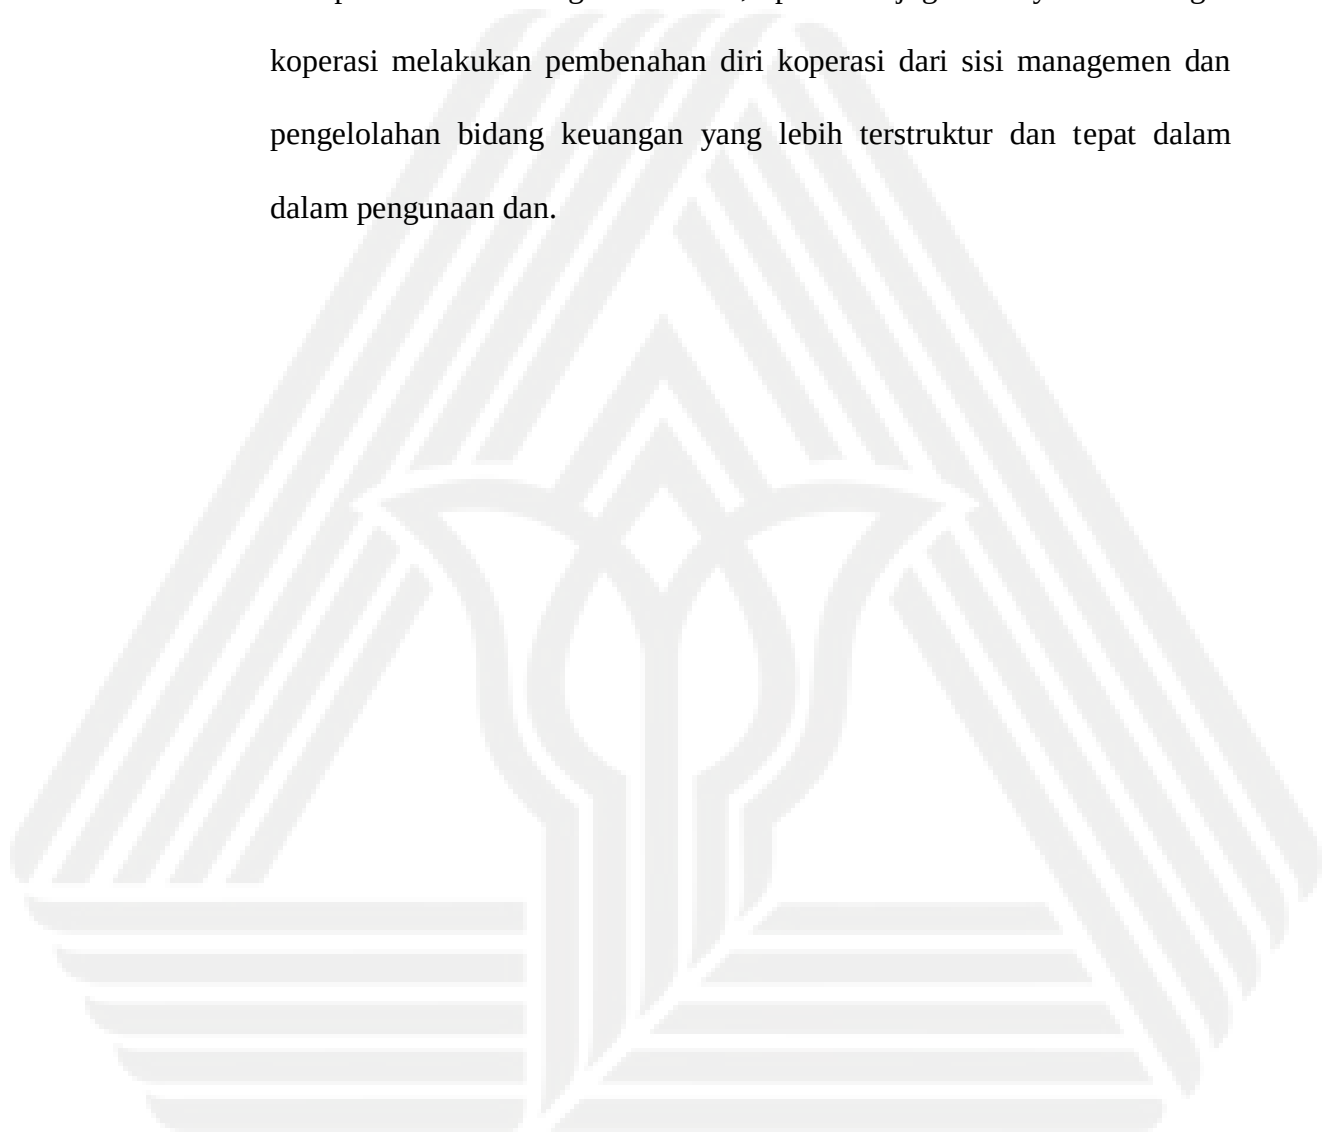 koperasi melakukan pembenahan diri koperasi dari sisi managemen dan
pengelolahan bidang keuangan yang lebih terstruktur dan tepat dalam
dalam pengunaan dan.